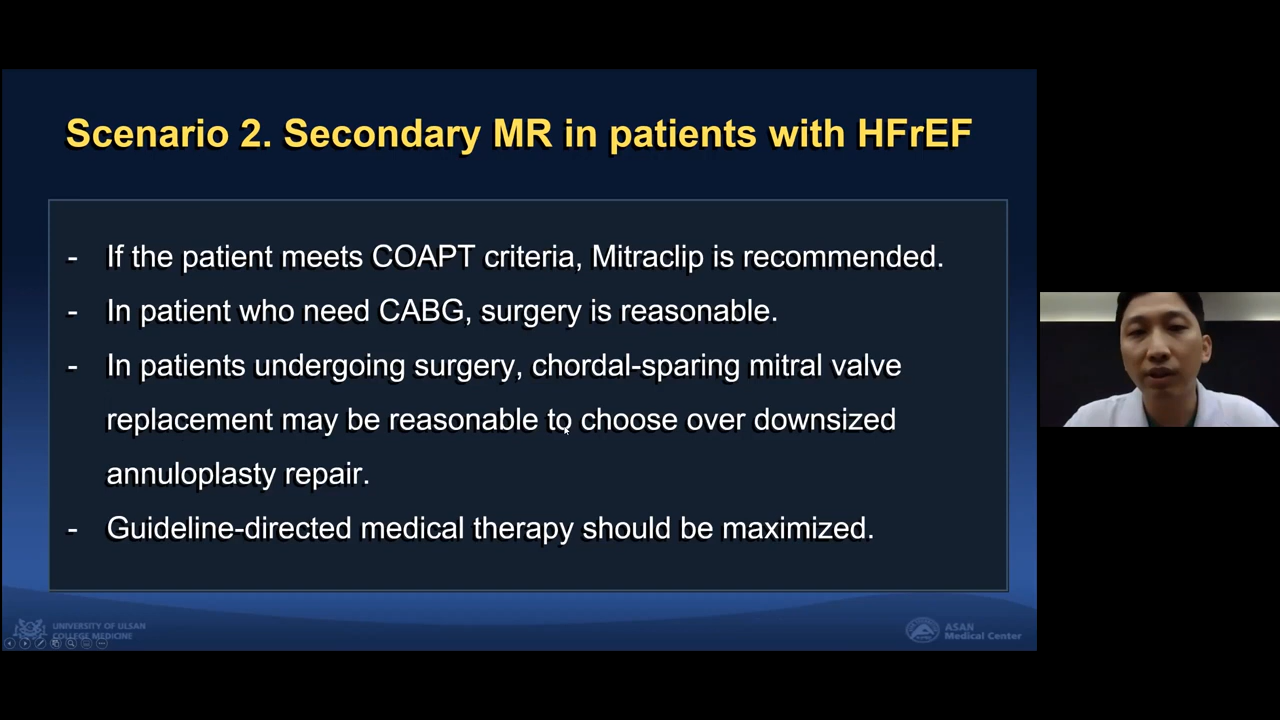 Scenario 2. Secondary MR in patients with HFrEF
- If the patient meets COAPT criteria, Mitraclip is recommended.
- In patient who need CABG, surgery is reasonable.
- In patients undergoing surgery, chordal-sparing mitral valve
replacement may be reasonable to choose over downsized
annuloplasty repair.
- Guideline-directed medical therapy should be maximized.
UNIVERSITY OF ULSAN
COLLEGE MEDICINE
ASAN
Medical Center